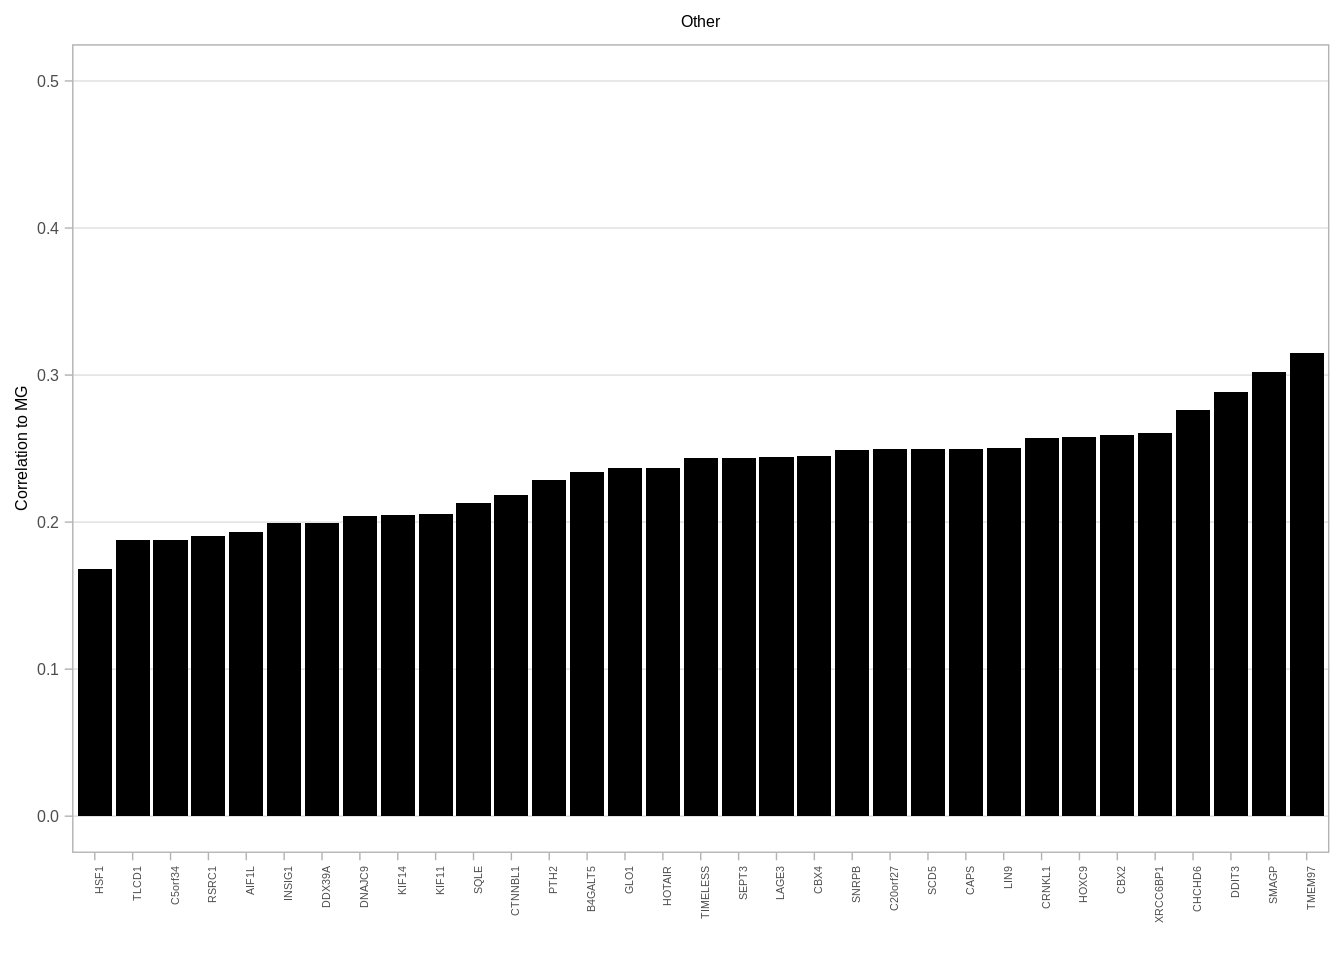 Other
0.5
0.4
0.3
0.2
0.1
0.0
Correlation to MG
HSF1
TLCD1
C5orf34
RSRC1
AIF1L
INSIG1
DDX39A
DNAJC9
KIF14
KIF11
SQLE
CTNNBL1
PTH2
B4GALT5
GLO1
HOTAIR
TIMELESS
SEPT3
LAGE3
CBX4
SNRPB
C20orf27
SCD5
CAPS
LIN9
CRNKL1
HOXC9
CBX2
XRCC6BP1
CHCHD6
DDIT3
SMAGP
TMEM97